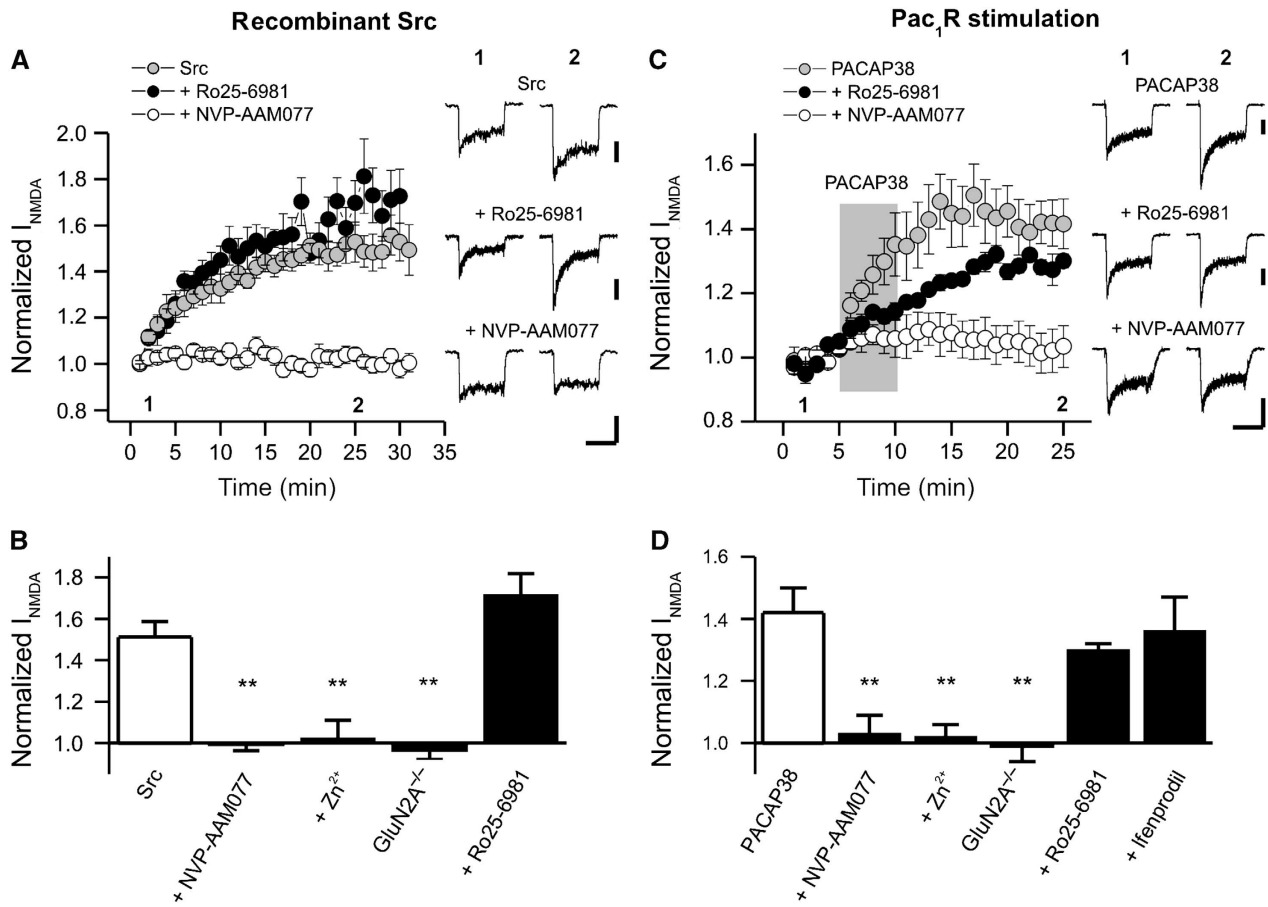 Recombinant Src
Pac₁R stimulation
A
Src
+ Ro25-6981
+ NVP-AAM077
1 2
Src
+ Ro25-6981
+ NVP-AAM077
Normalized I_NMDA
2.0
1.8
1.6
1.4
1.2
1.0
0.8
1 2
0 5 10 15 20 25 30 35
Time (min)
C
PACAP38
+ Ro25-6981
+ NVP-AAM077
1 2
PACAP38
+ Ro25-6981
+ NVP-AAM077
PACAP38
Normalized I_NMDA
1.6
1.4
1.2
1.0
0.8
1 2
0 5 10 15 20 25
Time (min)
B
Normalized I_NMDA
1.8
1.6
1.4
1.2
1.0
** ** **
Src
+ NVP-AAM077
+ Zn²⁺
GluN2A⁻/⁻
+ Ro25-6981
D
Normalized I_NMDA
1.6
1.4
1.2
1.0
** ** **
PACAP38
+ NVP-AAM077
+ Zn²⁺
GluN2A⁻/⁻
+ Ro25-6981
+ Ifenprodil